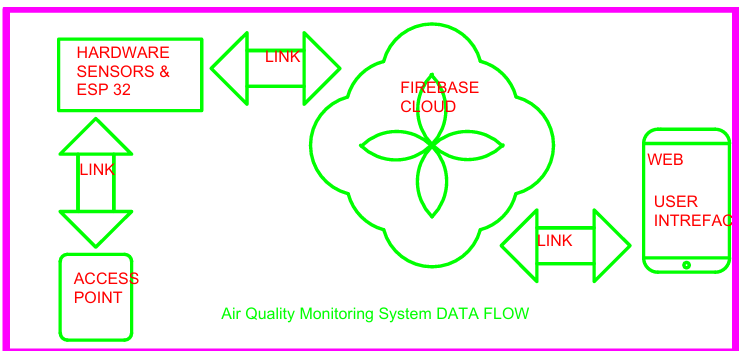 HARDWARE
SENSORS &
ESP 32
LINK
FIREBASE
CLOUD
LINK
WEB
USER
INTREFAC
LINK
ACCESS
POINT
Air Quality Monitoring System DATA FLOW